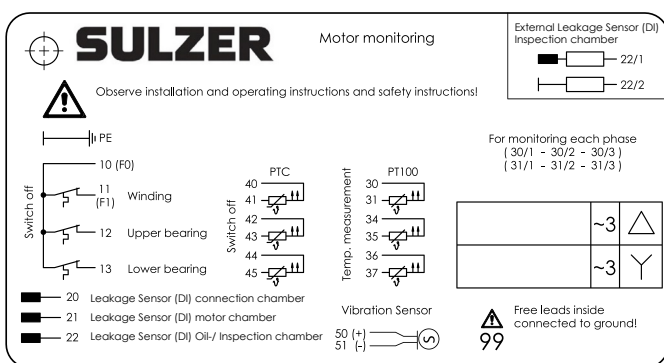 SULZER
Motor monitoring
External Leakage Sensor (DI)
Inspection chamber
22/1
22/2
Observe installation and operating instructions and safety instructions!
PE
For monitoring each phase
( 30/1 - 30/2 - 30/3 )
( 31/1 - 31/2 - 31/3 )
Switch off
10 (F0)
11
(F1)
Winding
12 Upper bearing
13 Lower bearing
Switch off
PTC
40
41
42
43
44
45
Temp. measurement
PT100
30
31
34
35
36
37
~3
~3
20 Leakage Sensor (DI) connection chamber
21 Leakage Sensor (DI) motor chamber
22 Leakage Sensor (DI) Oil-/ Inspection chamber
Vibration Sensor
50 (+)
51 (-)
Free leads inside
connected to ground!
99